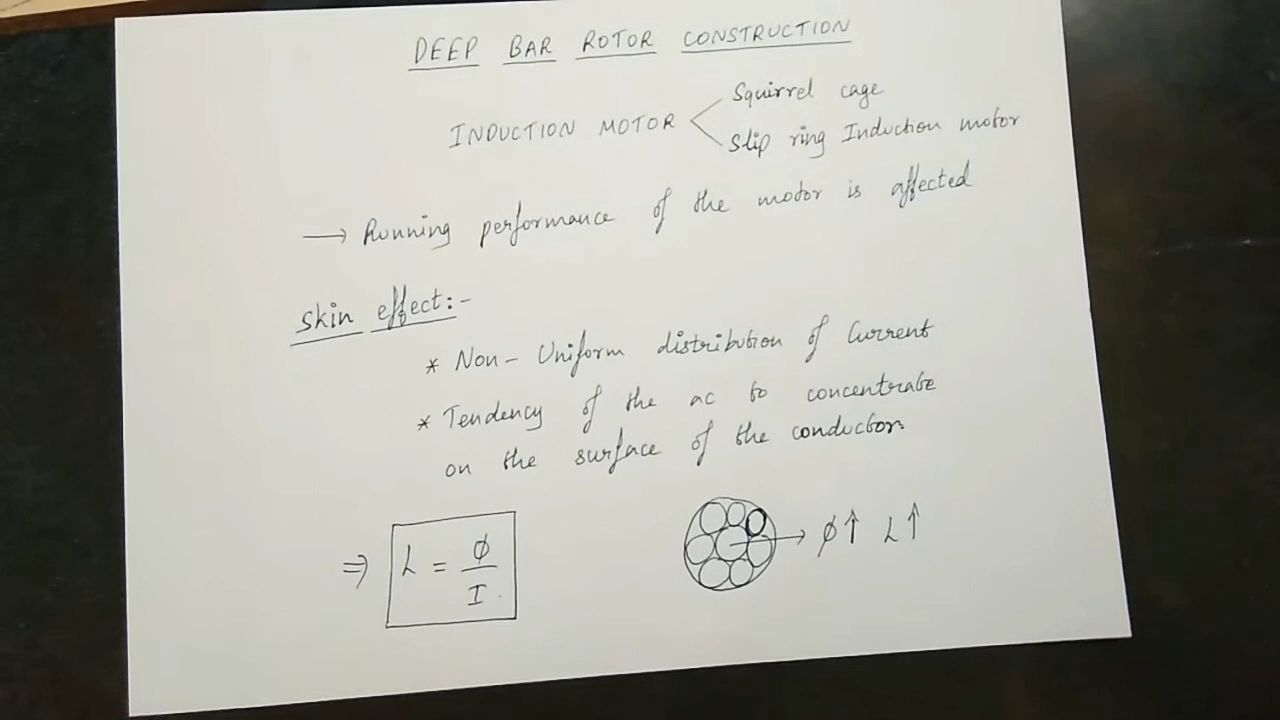 DEEP BAR ROTOR CONSTRUCTION
INDUCTION MOTOR
Squirrel cage
Slip ring Induction motor
→ Running performance of the motor is affected
Skin effect:-
* Non-Uniform distribution of Current
* Tendency of the ac to concentrate
on the surface of the conductor.
⇒ L = ϕ / I
→ ϕ↑ L↑